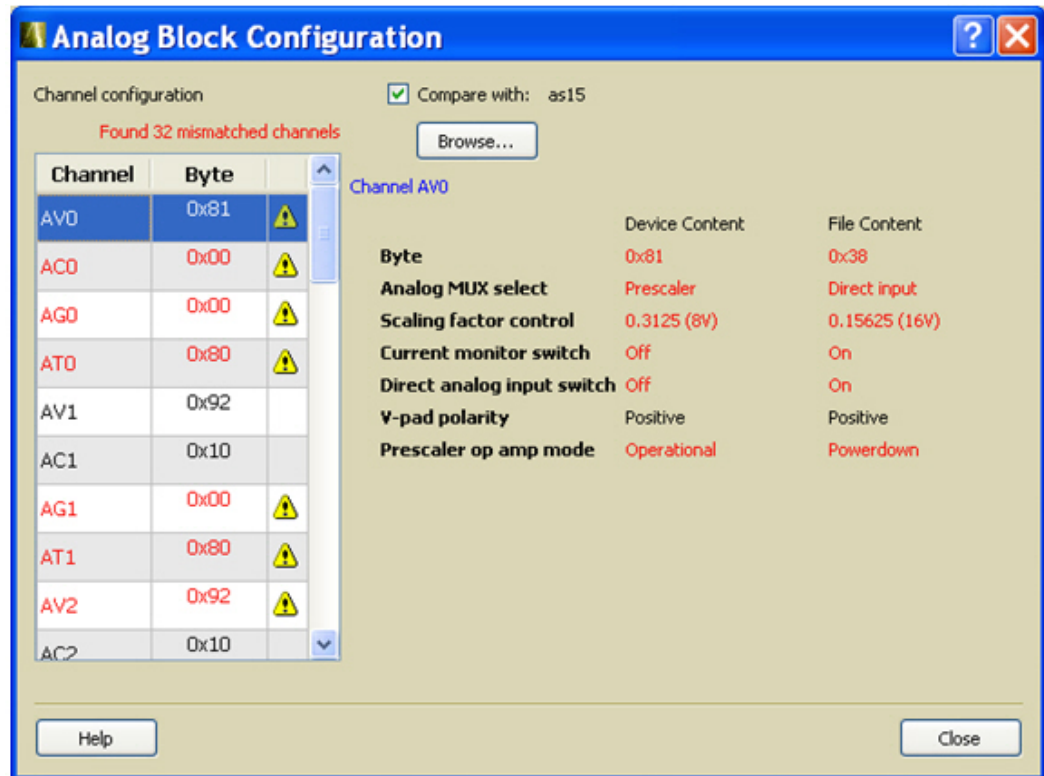 Analog Block Configuration
Channel configuration
Compare with: as15
Found 32 mismatched channels
Browse...
Channel Byte
AV0 0x81
AC0 0x00
AG0 0x00
AT0 0x80
AV1 0x92
AC1 0x10
AG1 0x00
AT1 0x80
AV2 0x92
AC2 0x10
Channel AV0
Device Content File Content
Byte 0x81 0x38
Analog MUX select Prescaler Direct input
Scaling factor control 0.3125 (8V) 0.15625 (16V)
Current monitor switch Off On
Direct analog input switch Off On
V-pad polarity Positive Positive
Prescaler op amp mode Operational Powerdown
Help
Close